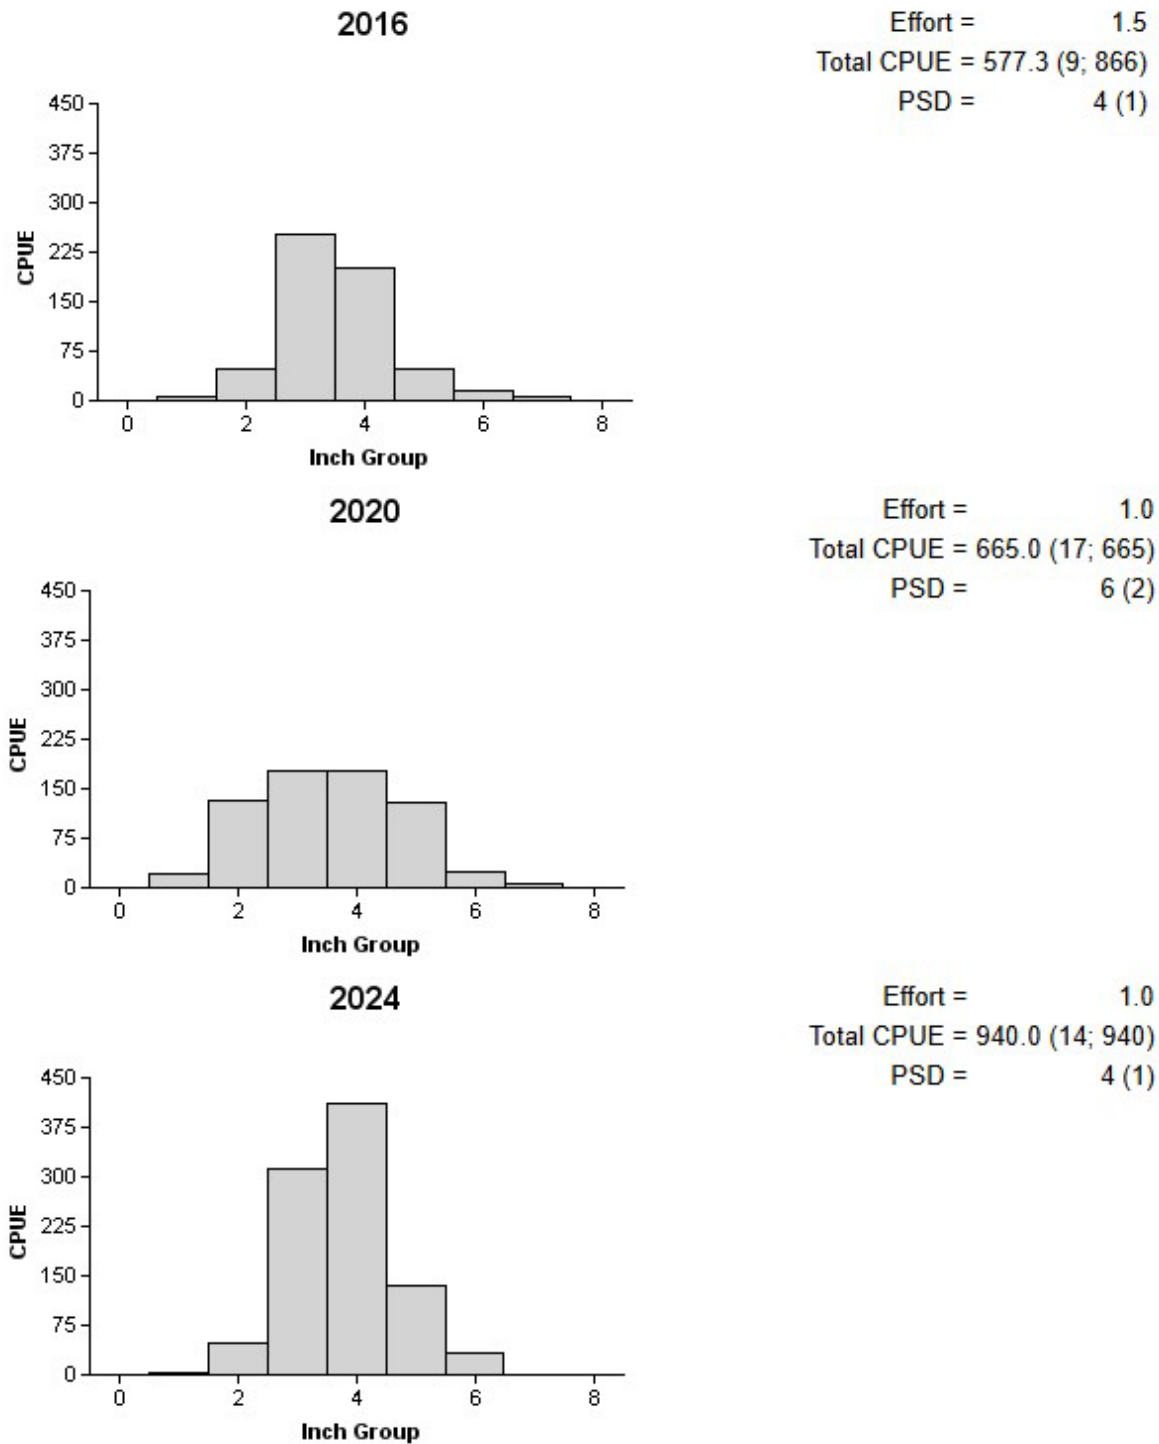 2016
Effort = 1.5
Total CPUE = 577.3 (9; 866)
PSD = 4 (1)
450
375
300
225
150
75
0
CPUE
0 2 4 6 8
Inch Group
2020
Effort = 1.0
Total CPUE = 665.0 (17; 665)
PSD = 6 (2)
450
375
300
225
150
75
0
CPUE
0 2 4 6 8
Inch Group
2024
Effort = 1.0
Total CPUE = 940.0 (14; 940)
PSD = 4 (1)
450
375
300
225
150
75
0
CPUE
0 2 4 6 8
Inch Group